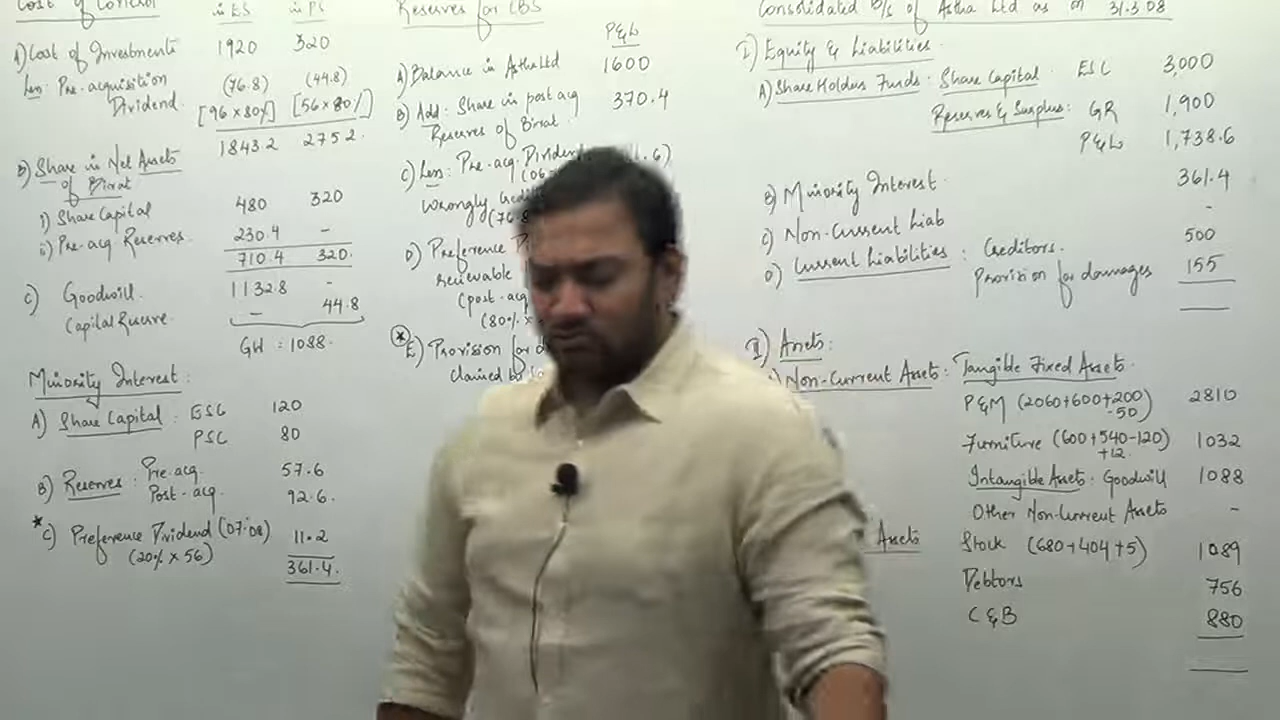 Cost of Control
in ES in PS
A) Cost of Investments 1920 320
Less: Pre-acquisition (76.8) (44.8)
Dividend. [96×80%] [56×80%]
1843.2 275.2.
B) Share in Net Assets
of Birat
i) Share Capital 480 320
ii) Pre-acq Reserves. 230.4 -
710.4 320.
C) Goodwill. 1132.8 -
Capital Reserve. - 44.8
GW : 1088.
Minority Interest :
A) Share Capital : ESC 120
PSC 80
B) Reserves : Pre-acq. 57.6
Post-acq. 92.6.
* C) Preference Dividend (07-08) 11.2
(20% × 56)
361.4.
Reserves for CBS
P&L
A) Balance in Astha Ltd 1600
B) Add: Share in post acq 370.4
Reserves of Birat.
C) Less: Pre-acq. Dividend
Wrongly
D) Preference
receivable
(post-acq
(80% ×
* E) Provision for
claimed by
Consolidated B/s of Astha Ltd as on 31.3.08
I) Equity & Liabilities.
A) Share Holders Funds : Share Capital. ESC 3,000
Reserves & Surplus: GR 1,900
P&L 1,738.6
B) Minority Interest. 361.4
C) Non-Current Liab -
D) Current Liabilities : Creditors. 500
Provision for damages 155
II) Assets:
Non-Current Assets : Tangible Fixed Assets.
P&M (2060+600+200 2810
-50)
Furniture (600+540-120) 1032
+12
Intangible Assets: Goodwill 1088
Other Non-Current Assets -
Assets Stock (680+404+5) 1089
Debtors 756
C&B 880